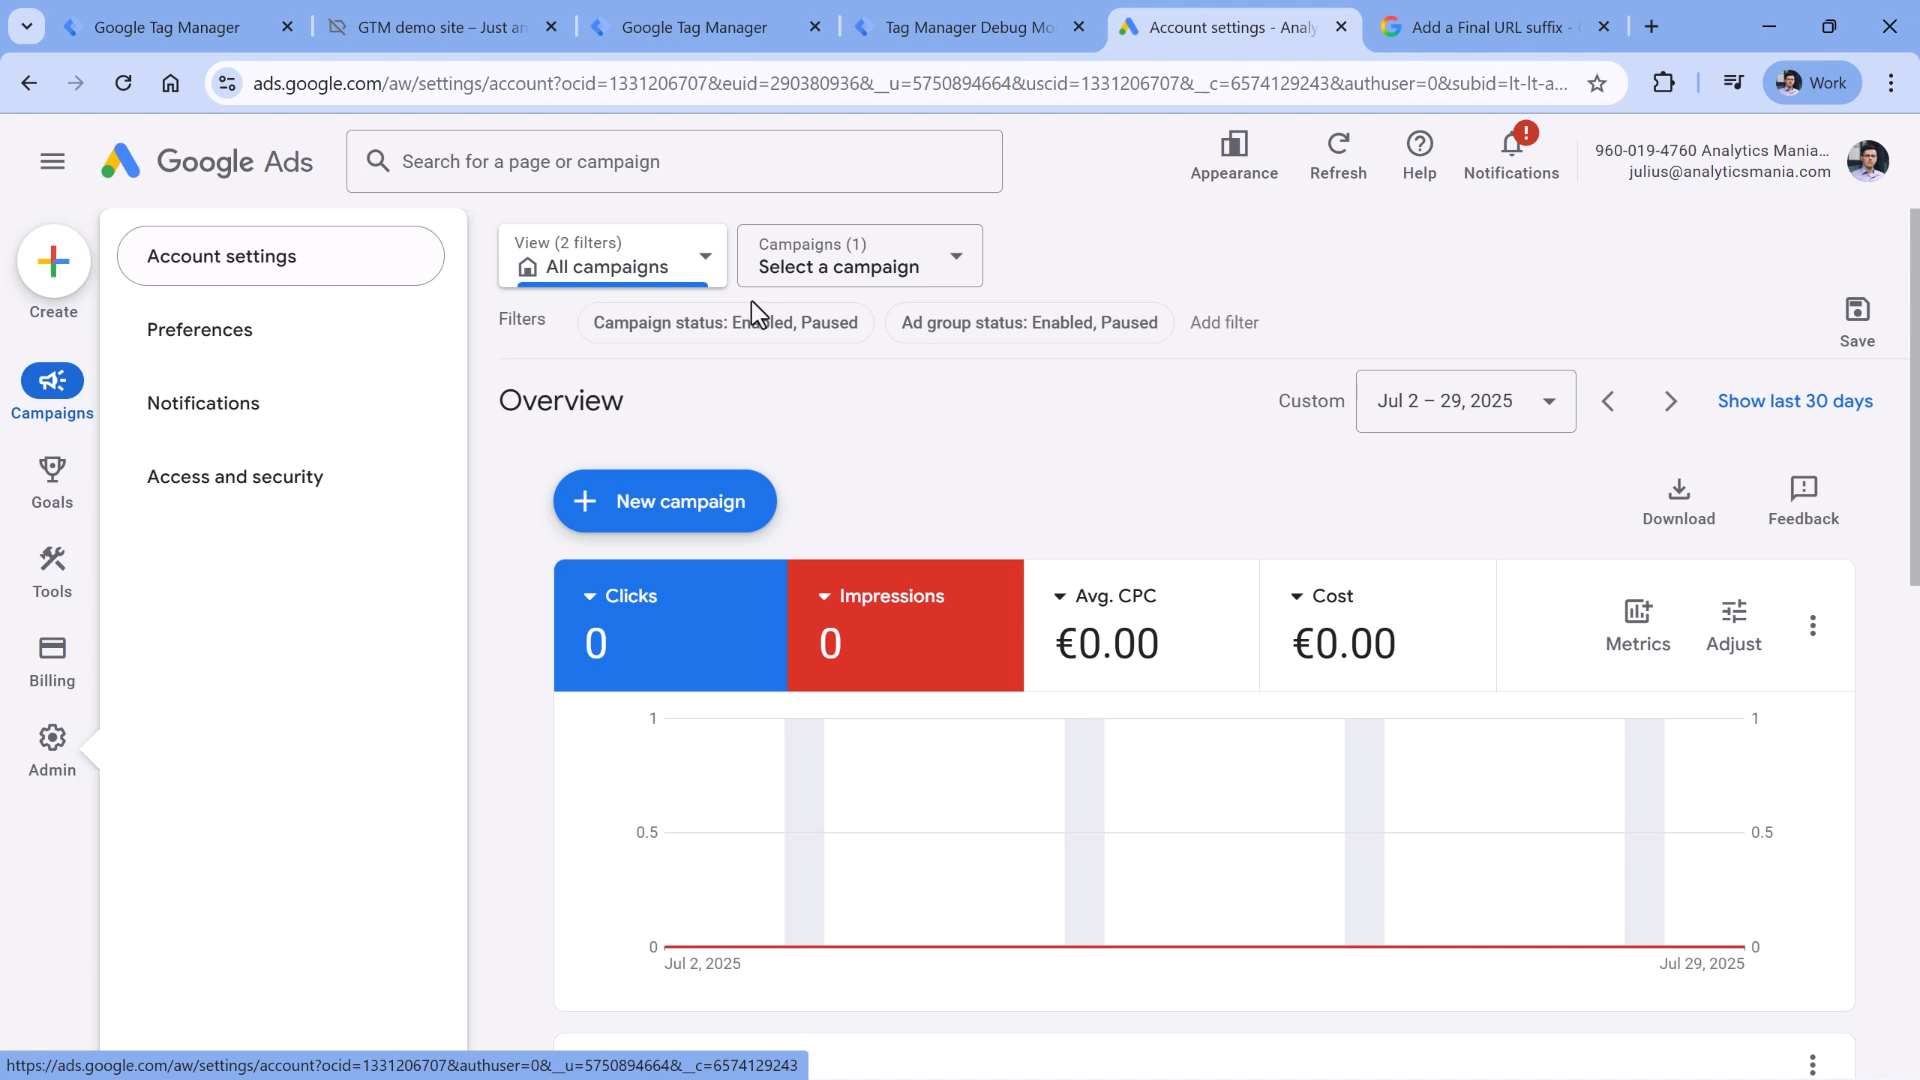 Google Tag Manager
GTM demo site – Just an
Google Tag Manager
Tag Manager Debug Mo
Account settings - Analy
Add a Final URL suffix -
ads.google.com/aw/settings/account?ocid=1331206707&euid=290380936&__u=5750894664&uscid=1331206707&__c=6574129243&authuser=0&subid=lt-lt-a...
Work
Google Ads
Search for a page or campaign
Appearance
Refresh
Help
Notifications
!
960-019-4760 Analytics Mania...
julius@analyticsmania.com
Create
Campaigns
Goals
Tools
Billing
Admin
Account settings
Preferences
Notifications
Access and security
View (2 filters)
All campaigns
Campaigns (1)
Select a campaign
Filters
Campaign status: Enabled, Paused
Ad group status: Enabled, Paused
Add filter
Save
Overview
Custom
Jul 2 – 29, 2025
Show last 30 days
New campaign
Download
Feedback
Clicks
0
Impressions
0
Avg. CPC
€0.00
Cost
€0.00
Metrics
Adjust
1
1
0.5
0.5
0
0
Jul 2, 2025
Jul 29, 2025
https://ads.google.com/aw/settings/account?ocid=1331206707&authuser=0&__u=5750894664&__c=6574129243